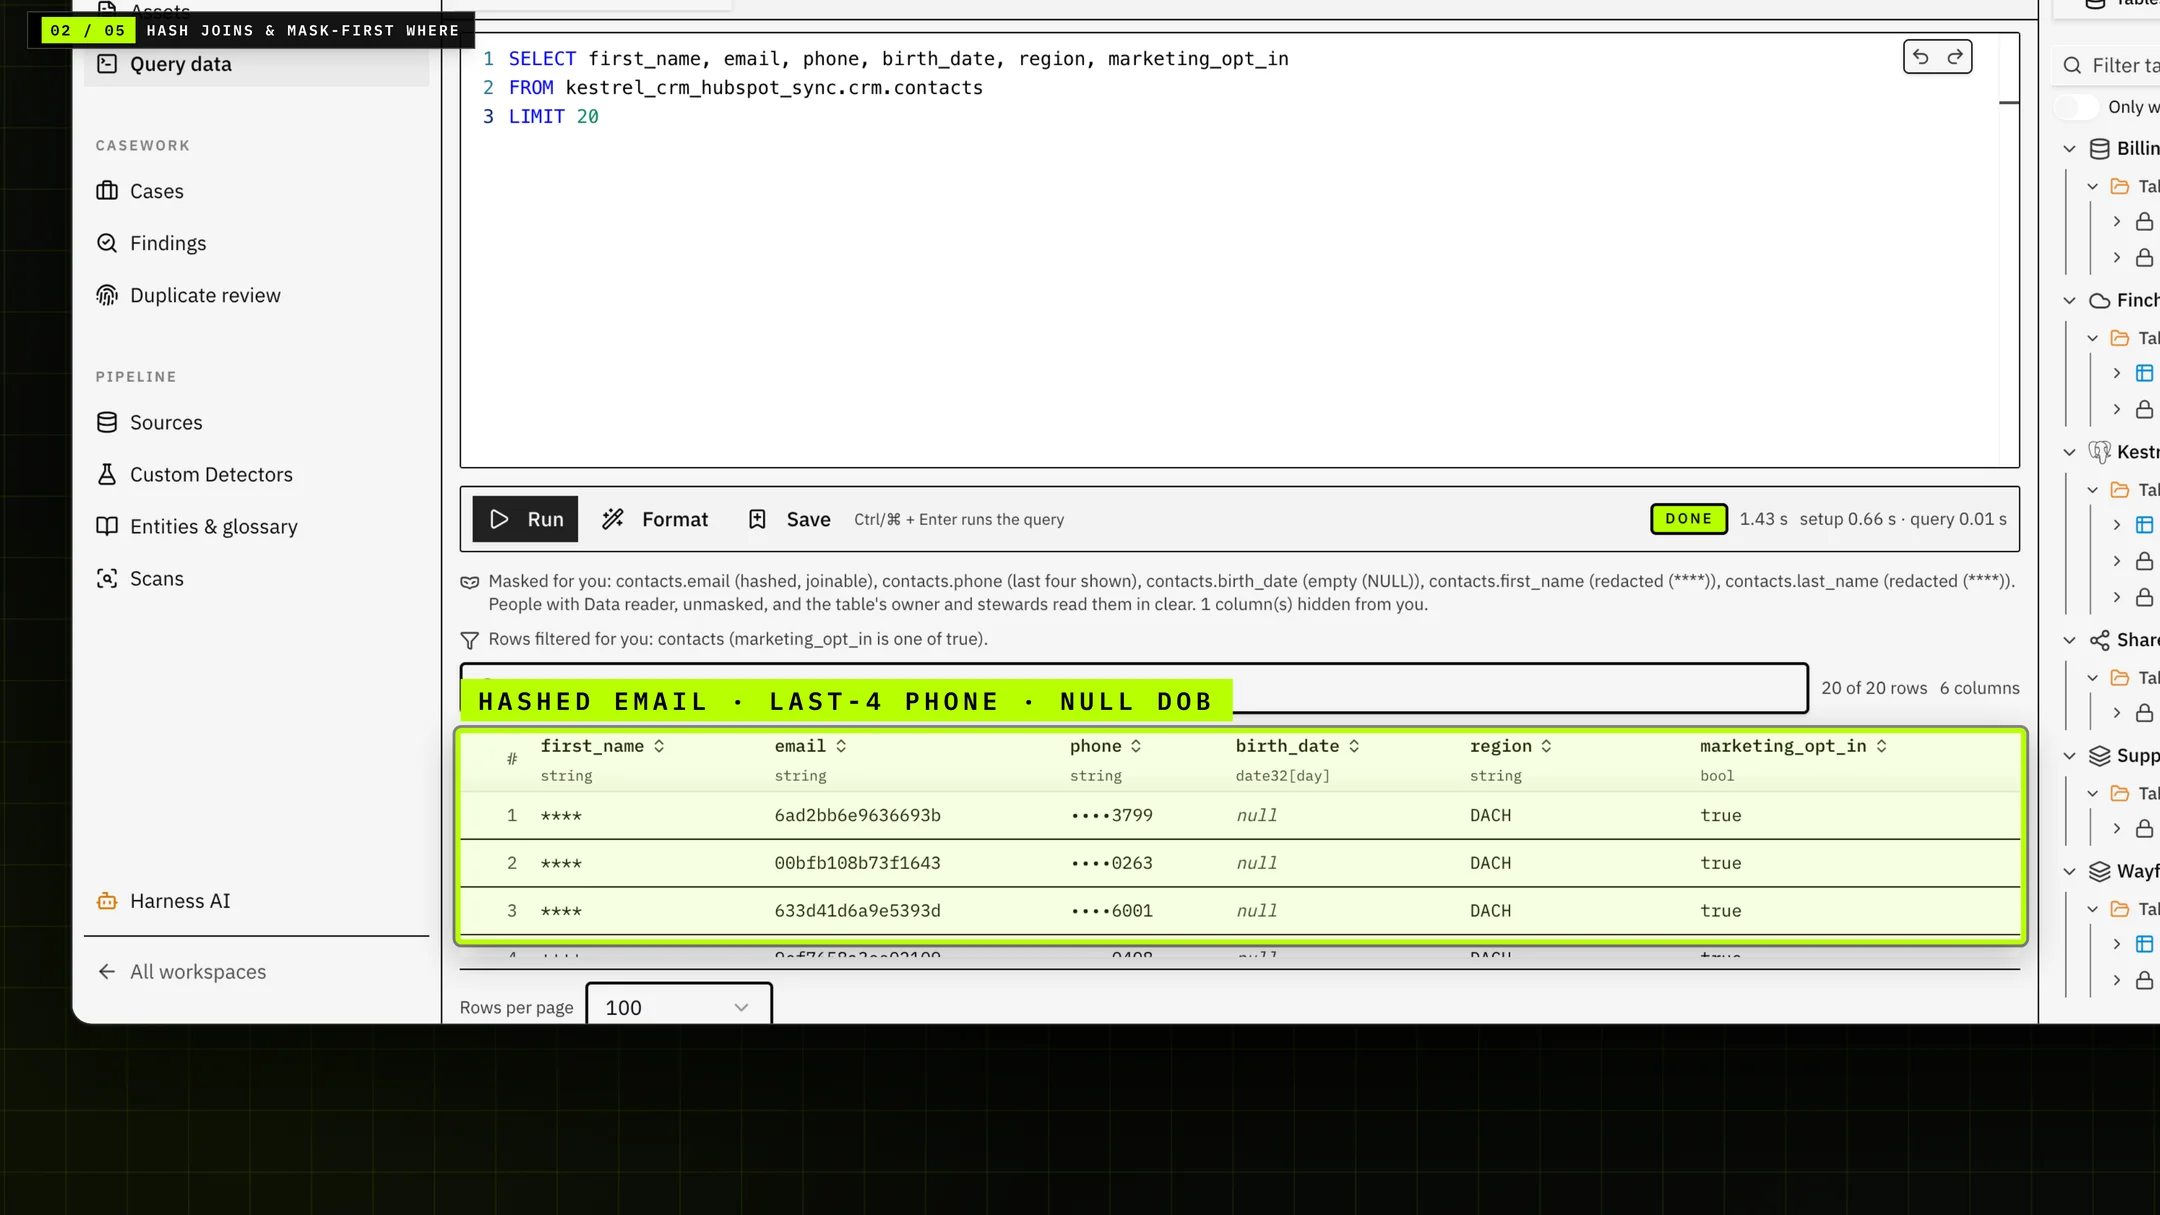 Assets
02 / 05 HASH JOINS & MASK-FIRST WHERE
Query data
CASEWORK
Cases
Findings
Duplicate review
PIPELINE
Sources
Custom Detectors
Entities & glossary
Scans
Harness AI
All workspaces
1 SELECT first_name, email, phone, birth_date, region, marketing_opt_in
2 FROM kestrel_crm_hubspot_sync.crm.contacts
3 LIMIT 20
Run Format Save Ctrl/⌘ + Enter runs the query DONE 1.43 s setup 0.66 s · query 0.01 s
Masked for you: contacts.email (hashed, joinable), contacts.phone (last four shown), contacts.birth_date (empty (NULL)), contacts.first_name (redacted (****)), contacts.last_name (redacted (****)).
People with Data reader, unmasked, and the table's owner and stewards read them in clear. 1 column(s) hidden from you.
Rows filtered for you: contacts (marketing_opt_in is one of true).
HASHED EMAIL · LAST-4 PHONE · NULL DOB
20 of 20 rows 6 columns
# first_name email phone birth_date region marketing_opt_in
string string string date32[day] string bool
1 **** 6ad2bb6e9636693b ••••3799 null DACH true
2 **** 00bfb108b73f1643 ••••0263 null DACH true
3 **** 633d41d6a9e5393d ••••6001 null DACH true
Rows per page 100
Filter ta
Only w
Billin
Tal
Finch
Tal
Kestr
Tal
Share
Tal
Supp
Tal
Wayf
Tal